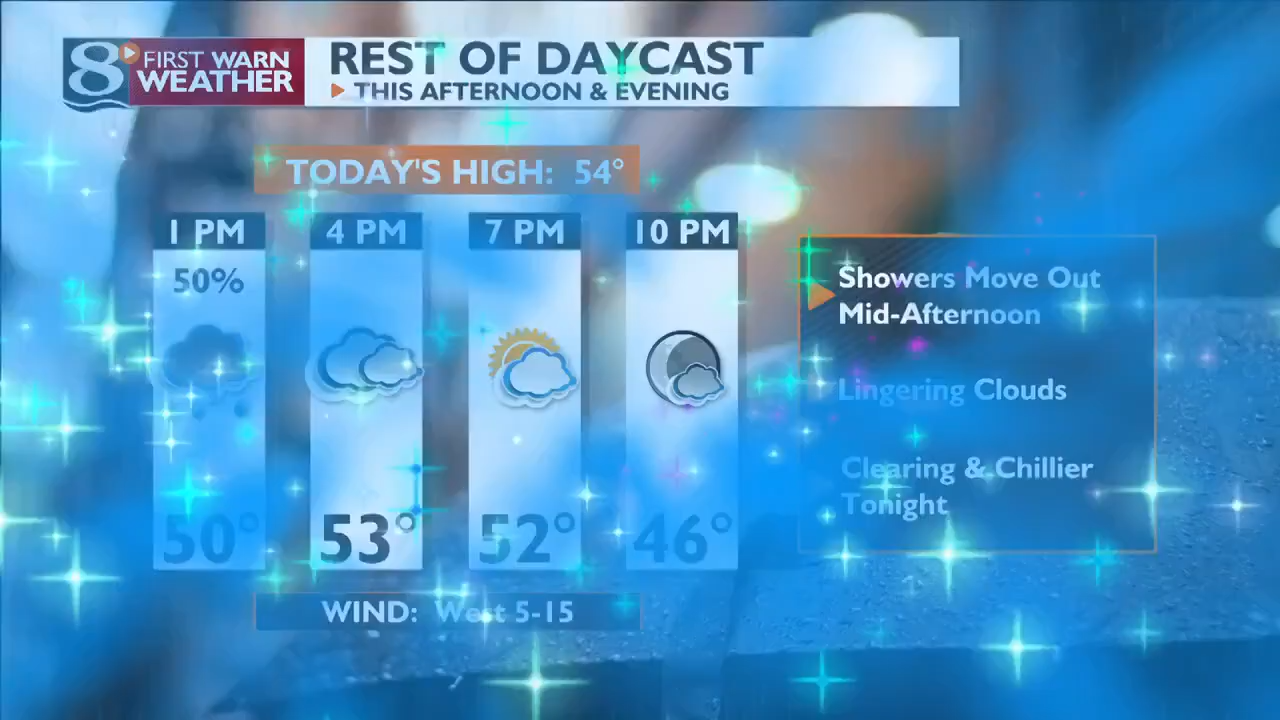 8 FIRST WARN
WEATHER
REST OF DAYCAST
THIS AFTERNOON & EVENING
TODAY'S HIGH: 54°
1 PM 4 PM 7 PM 10 PM
50%
50° 53° 52° 46°
WIND: West 5-15
Showers Move Out
Mid-Afternoon
Lingering Clouds
Clearing & Chillier
Tonight